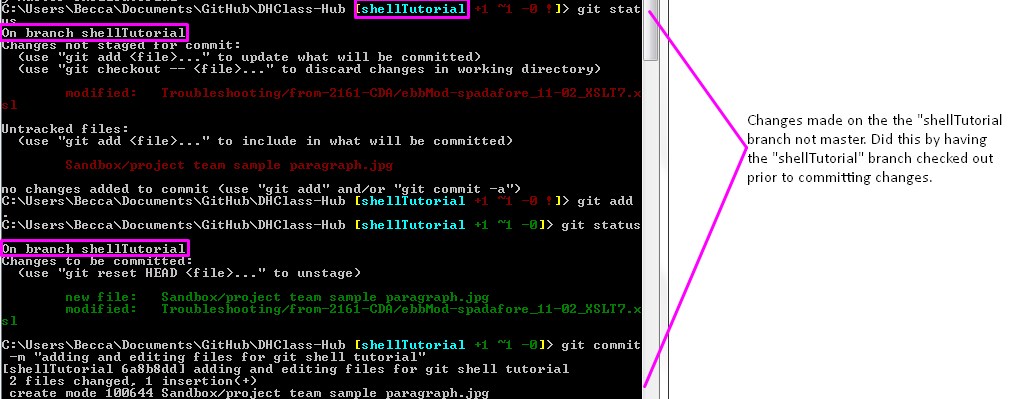 C:\Users\Becca\Documents\GitHub\DHClass-Hub [shellTutorial +1 ~1 -0 !]> git stat
us
On branch shellTutorial
Changes not staged for commit:
(use "git add <file>..." to update what will be committed)
(use "git checkout -- <file>..." to discard changes in working directory)
modified: Troubleshooting/from-2161-CDA/ebbMod-spadafore_11-02_XSLT7.x
sl
Untracked files:
(use "git add <file>..." to include in what will be committed)
Sandbox/project team sample paragraph.jpg
no changes added to commit (use "git add" and/or "git commit -a")
C:\Users\Becca\Documents\GitHub\DHClass-Hub [shellTutorial +1 ~1 -0 !]> git add
.
C:\Users\Becca\Documents\GitHub\DHClass-Hub [shellTutorial +1 ~1 -0]> git status
On branch shellTutorial
Changes to be committed:
(use "git reset HEAD <file>..." to unstage)
new file: Sandbox/project team sample paragraph.jpg
modified: Troubleshooting/from-2161-CDA/ebbMod-spadafore_11-02_XSLT7.x
sl
C:\Users\Becca\Documents\GitHub\DHClass-Hub [shellTutorial +1 ~1 -0]> git commit
-m "adding and editing files for git shell tutorial"
[shellTutorial 6a8b8dd] adding and editing files for git shell tutorial
2 files changed, 1 insertion(+)
create mode 100644 Sandbox/project team sample paragraph.jpg
Changes made on the the "shellTutorial
branch not master. Did this by having
the "shellTutorial" branch checked out
prior to committing changes.